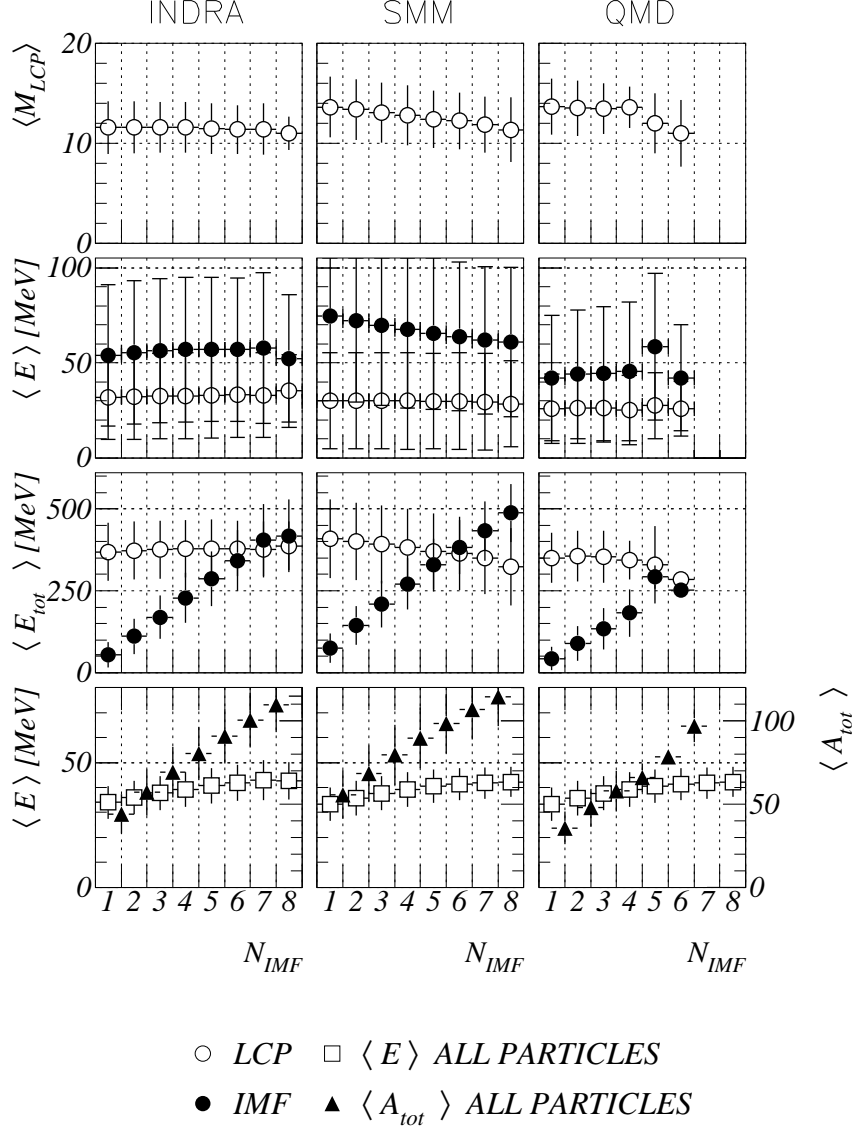 INDRA SMM QMD
⟨M_LCP⟩
20
10
0
⟨ E ⟩ [MeV]
100
50
0
⟨ E_tot ⟩ [MeV]
500
250
0
⟨ E ⟩ [MeV]
50
0
⟨ A_tot ⟩
100
50
0
1 2 3 4 5 6 7 8 1 2 3 4 5 6 7 8 1 2 3 4 5 6 7 8
N_IMF N_IMF N_IMF
LCP ⟨ E ⟩ ALL PARTICLES
IMF ⟨ A_tot ⟩ ALL PARTICLES